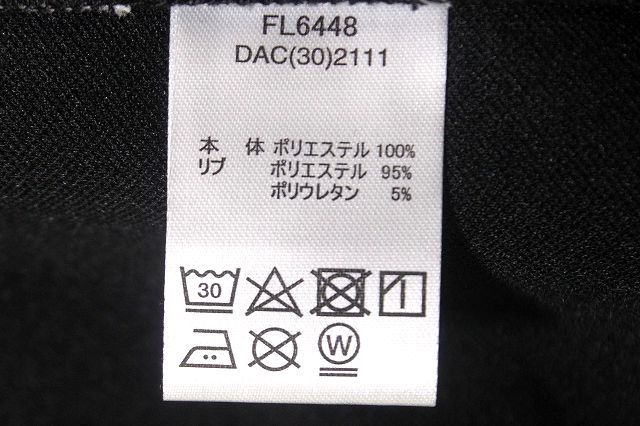 FL6448
DAC(30)2111
本 体 ポリエステル 100%
リブ ポリエステル 95%
ポリウレタン 5%
30
W